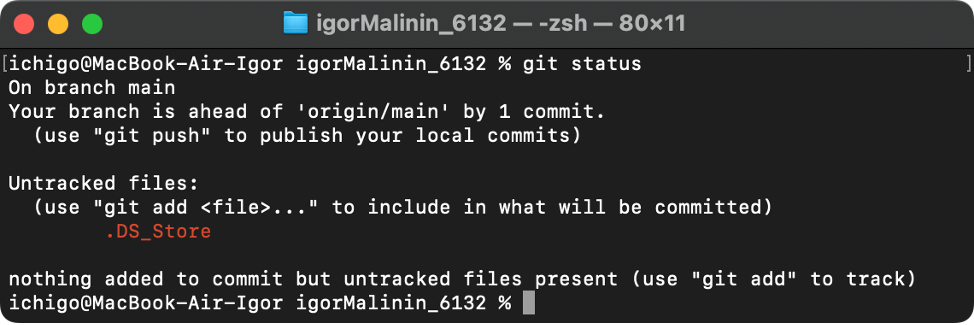 igorMalinin_6132 — -zsh — 80×11
[ichigo@MacBook-Air-Igor igorMalinin_6132 % git status ]
On branch main
Your branch is ahead of 'origin/main' by 1 commit.
  (use "git push" to publish your local commits)
Untracked files:
  (use "git add <file>..." to include in what will be committed)
        .DS_Store
nothing added to commit but untracked files present (use "git add" to track)
ichigo@MacBook-Air-Igor igorMalinin_6132 %